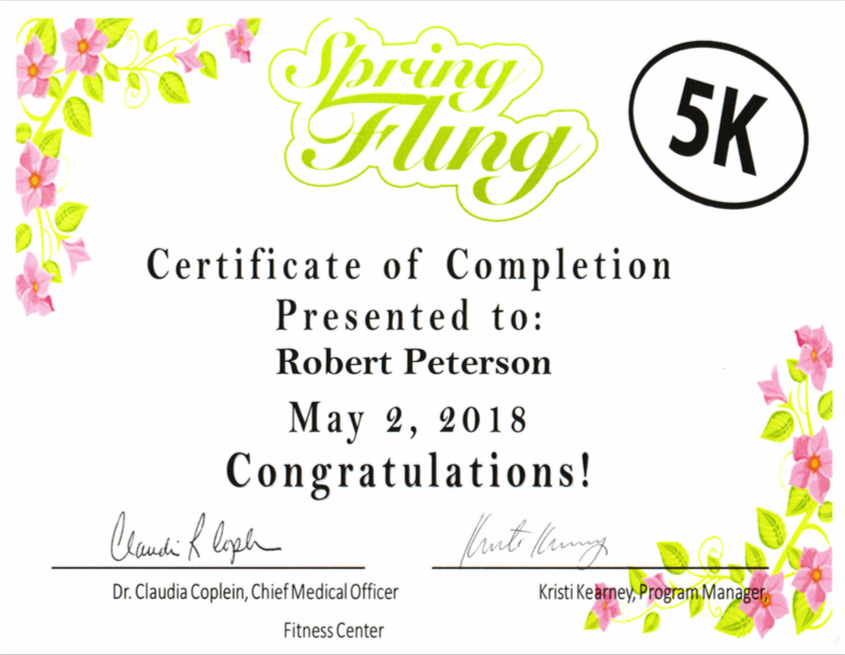 Spring
Fling
5K
Certificate of Completion
Presented to:
Robert Peterson
May 2, 2018
Congratulations!
Dr. Claudia Coplein, Chief Medical Officer
Kristi Kearney, Program Manager,
Fitness Center